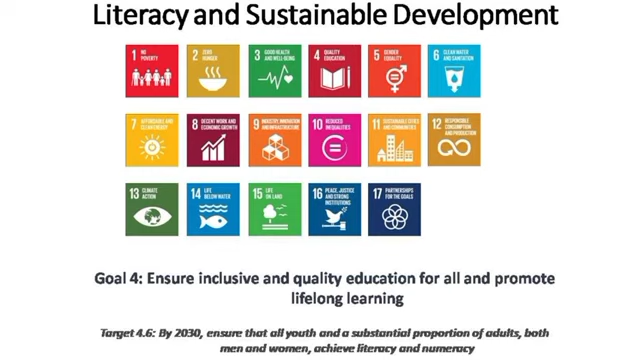 Literacy and Sustainable Development
1 NO POVERTY
2 ZERO HUNGER
3 GOOD HEALTH AND WELL-BEING
4 QUALITY EDUCATION
5 GENDER EQUALITY
6 CLEAN WATER AND SANITATION
7 AFFORDABLE AND CLEAN ENERGY
8 DECENT WORK AND ECONOMIC GROWTH
9 INDUSTRY, INNOVATION AND INFRASTRUCTURE
10 REDUCED INEQUALITIES
11 SUSTAINABLE CITIES AND COMMUNITIES
12 RESPONSIBLE CONSUMPTION AND PRODUCTION
13 CLIMATE ACTION
14 LIFE BELOW WATER
15 LIFE ON LAND
16 PEACE, JUSTICE AND STRONG INSTITUTIONS
17 PARTNERSHIPS FOR THE GOALS
Goal 4: Ensure inclusive and quality education for all and promote
lifelong learning
Target 4.6: By 2030, ensure that all youth and a substantial proportion of adults, both
men and women, achieve literacy and numeracy